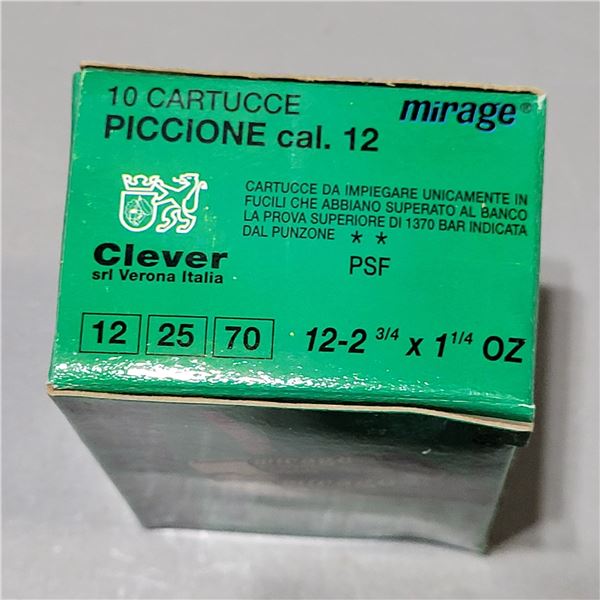 10 CARTUCCE
PICCIONE cal. 12
mirage®
CARTUCCE DA IMPIEGARE UNICAMENTE IN
FUCILI CHE ABBIANO SUPERATO AL BANCO
LA PROVA SUPERIORE DI 1370 BAR INDICATA
DAL PUNZONE * *
PSF
Clever
srl Verona Italia
12 25 70
12-2 3/4 x 1 1/4 OZ